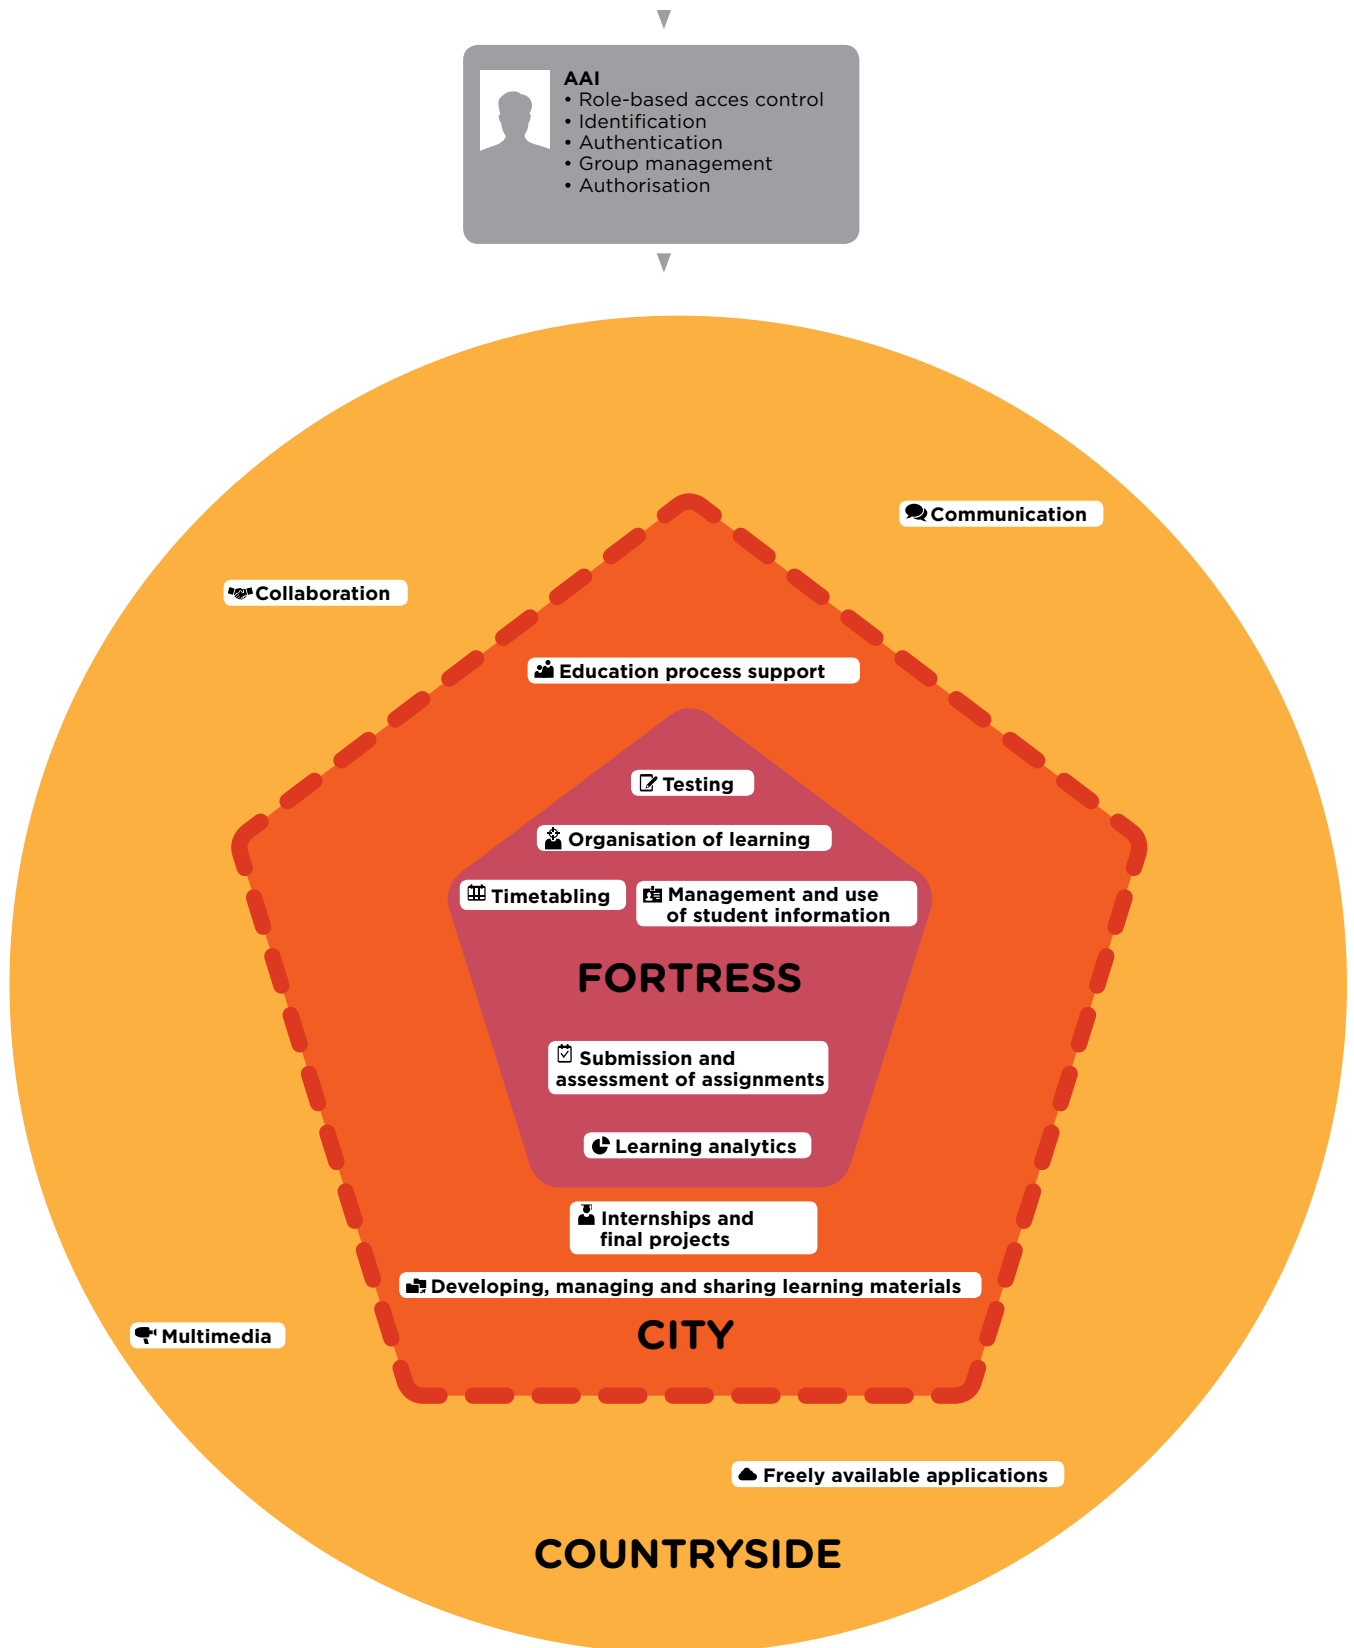 AAI
• Role-based acces control
• Identification
• Authentication
• Group management
• Authorisation
Communication
Collaboration
Education process support
Testing
Organisation of learning
Timetabling
Management and use
of student information
FORTRESS
Submission and
assessment of assignments
Learning analytics
Internships and
final projects
Developing, managing and sharing learning materials
CITY
Multimedia
Freely available applications
COUNTRYSIDE